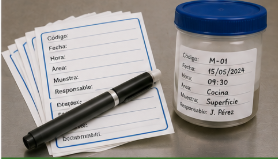 Código:
Fecha:
Hora:
Área:
Muestra:
Responsable:
Código: M-01
Fecha: 15/05/2024
Hora: 09:30
Área: Cocina
Muestra: Superficie
Responsable: J. Pérez